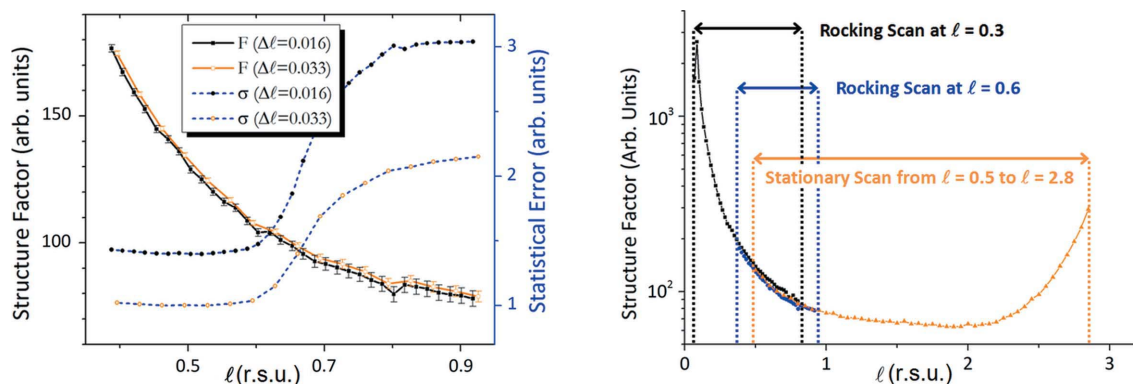 F (Δℓ=0.016)
F (Δℓ=0.033)
σ (Δℓ=0.016)
σ (Δℓ=0.033)
Structure Factor (arb. units)
150
100
3
2
1
Statistical Error (arb. units)
0.5
0.7
0.9
ℓ (r.s.u.)
Rocking Scan at ℓ = 0.3
Rocking Scan at ℓ = 0.6
Stationary Scan from ℓ = 0.5 to ℓ = 2.8
Structure Factor (Arb. Units)
10³
10²
0
1
2
3
ℓ (r.s.u.)